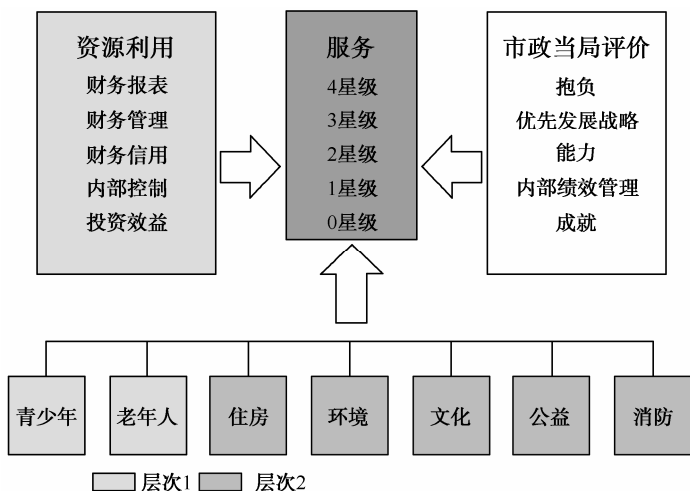 资源利用
财务报表
财务管理
财务信用
内部控制
投资效益
服务
4星级
3星级
2星级
1星级
0星级
市政当局评价
抱负
优先发展战略
能力
内部绩效管理
成就
青少年
老年人
住房
环境
文化
公益
消防
层次1
层次2